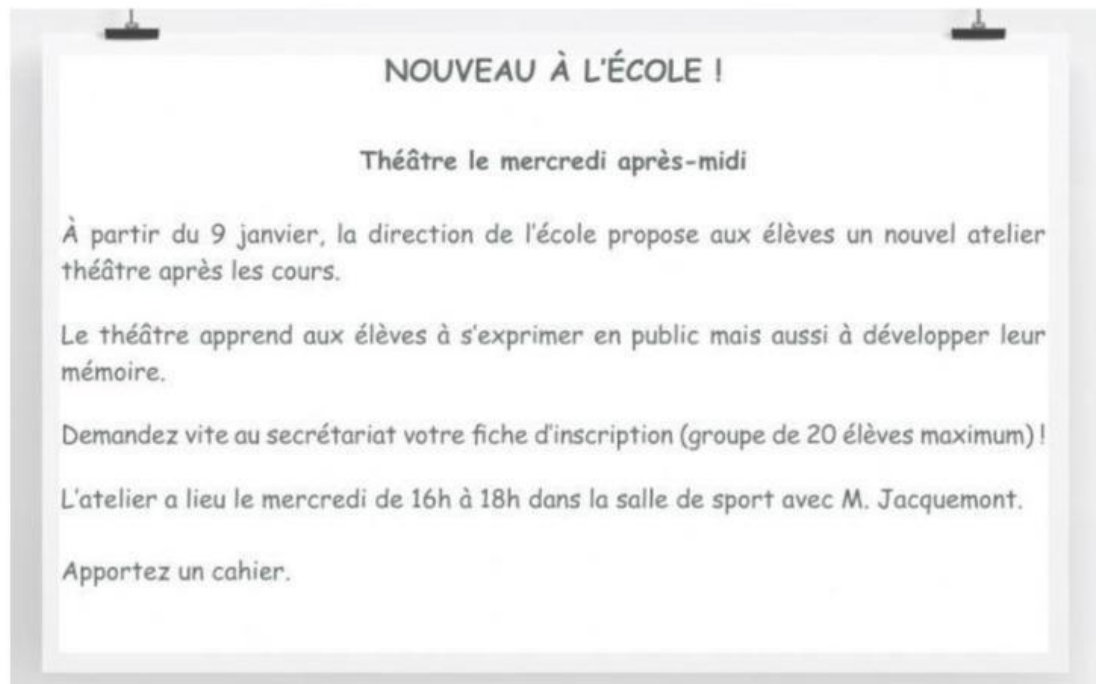 NOUVEAU À L'ÉCOLE !
Théâtre le mercredi après-midi
À partir du 9 janvier, la direction de l'école propose aux élèves un nouvel atelier
théâtre après les cours.
Le théâtre apprend aux élèves à s'exprimer en public mais aussi à développer leur
mémoire.
Demandez vite au secrétariat votre fiche d'inscription (groupe de 20 élèves maximum) !
L'atelier a lieu le mercredi de 16h à 18h dans la salle de sport avec M. Jacquemont.
Apportez un cahier.